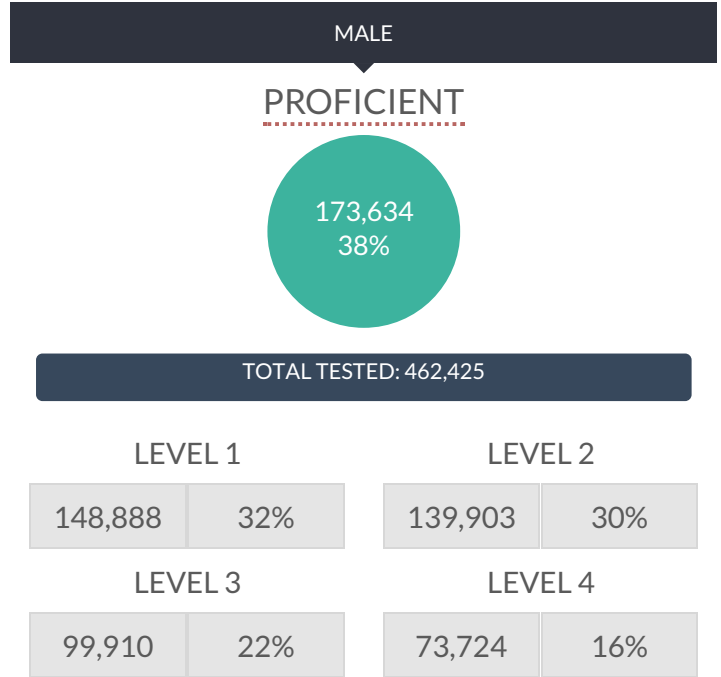 MALE
PROFICIENT
173,634
38%
TOTAL TESTED: 462,425
LEVEL 1
148,888 32%
LEVEL 2
139,903 30%
LEVEL 3
99,910 22%
LEVEL 4
73,724 16%